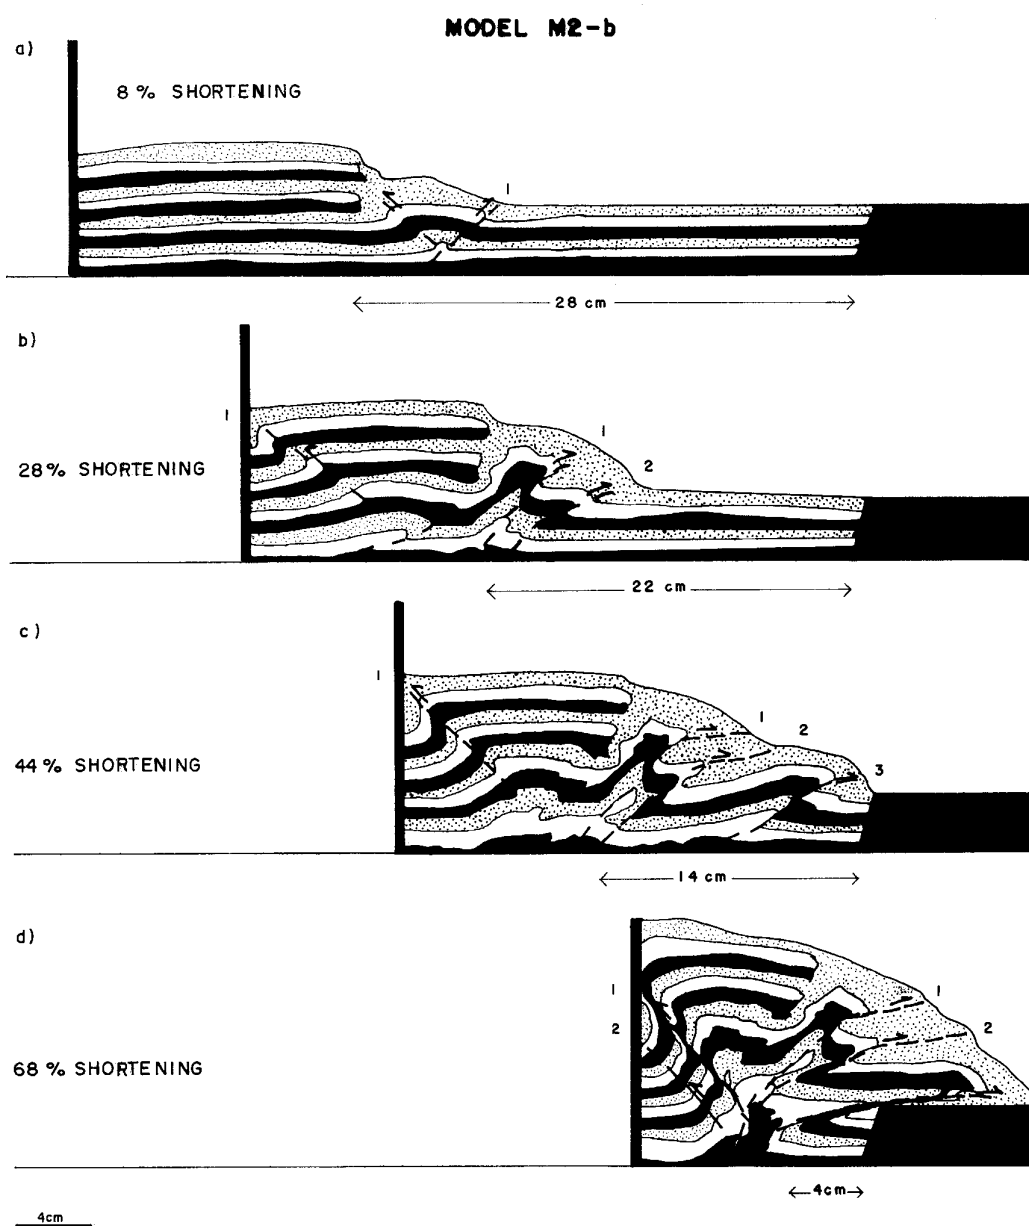 MODEL M2-b
a)
8 % SHORTENING
1
28 cm
b)
1
1
28% SHORTENING
2
22 cm
c)
1
1
2
44 % SHORTENING
3
14 cm
d)
1
1
2
2
68 % SHORTENING
4cm
4cm